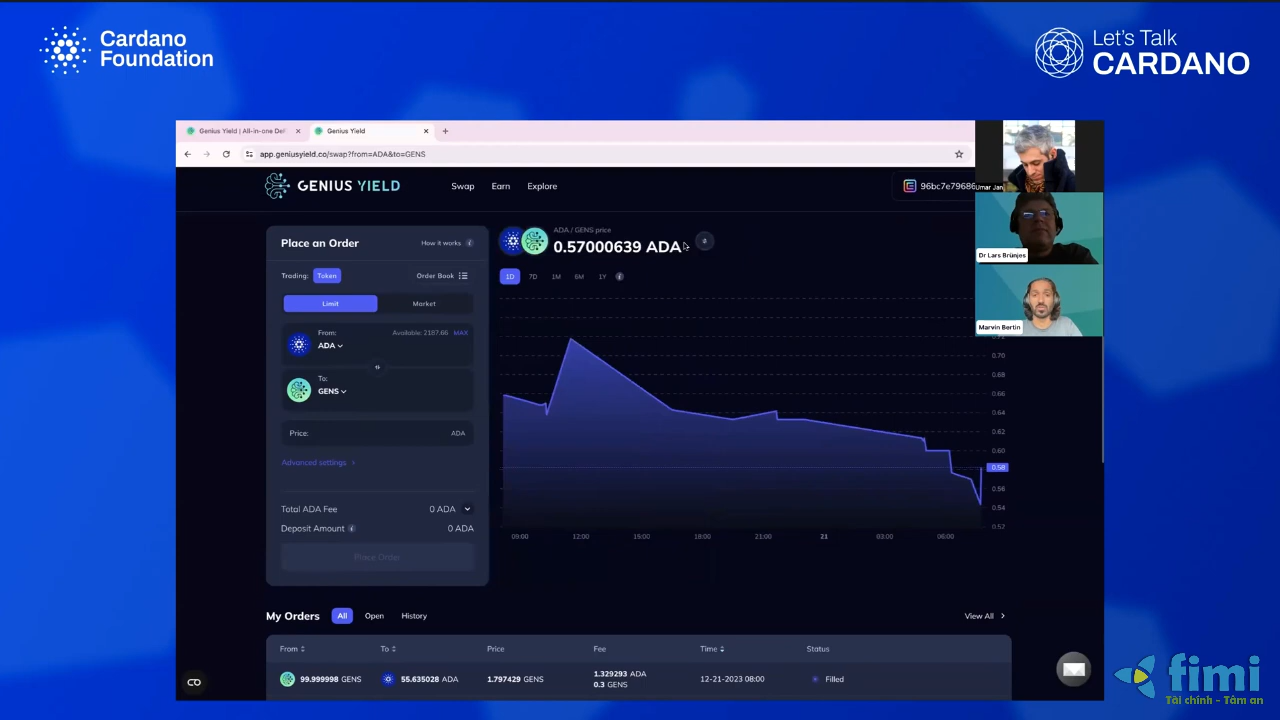 Cardano
Foundation
Let's Talk
CARDANO
Genius Yield | All-in-one DeF
Genius Yield
app.geniusyield.co/swap?from=ADA&to=GENS
GENIUS YIELD
Swap
Earn
Explore
96bc7e79686
Umar Jan
Dr Lars Brünjes
Marvin Bertin
Place an Order
How it works
Trading:
Token
Order Book
Limit
Market
From:
Available: 2187.66
MAX
ADA
To:
GENS
Price:
ADA
Advanced settings
Total ADA Fee
0 ADA
Deposit Amount
0 ADA
Place Order
ADA / GENS price
0.57000639 ADA
1D
7D
1M
6M
1Y
0.70
0.68
0.66
0.64
0.62
0.60
0.58
0.56
0.54
0.52
09:00
12:00
15:00
18:00
21:00
21
03:00
06:00
My Orders
All
Open
History
View All
From
To
Price
Fee
Time
Status
99.999998 GENS
55.635028 ADA
1.797429 GENS
1.329293 ADA
0.3 GENS
12-21-2023 08:00
Filled
fimi
Tài chính - Tâm an